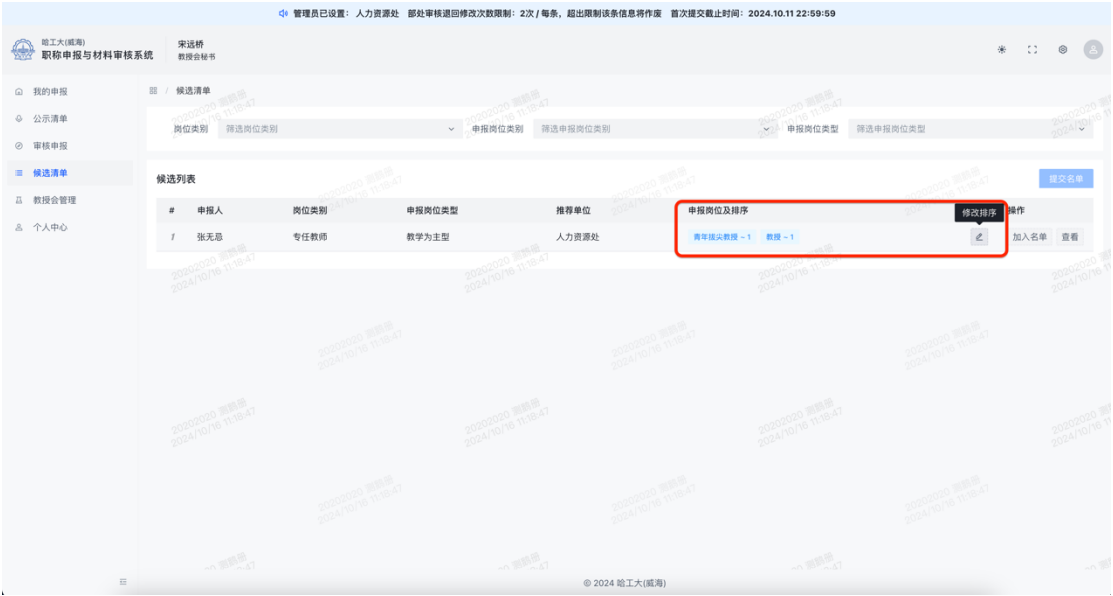 管理员已设置： 人力资源处 部处审核退回修改次数限制：2次 / 每条，超出限制该条信息将作废 首次提交截止时间：2024.10.11 22:59:59
哈工大(威海)
职称申报与材料审核系统
宋远桥
教授会秘书
我的申报
公示清单
审核申报
候选清单
教授会管理
个人中心
/ 候选清单
岗位类别 筛选岗位类别 申报岗位类别 筛选申报岗位类别 申报岗位类型 筛选申报岗位类型
候选列表 提交名单
# 申报人 岗位类别 申报岗位类型 推荐单位 申报岗位及排序 修改排序 操作
1 张无忌 专任教师 教学为主型 人力资源处 青年拔尖教授 - 1 教授 - 1 加入名单 查看
© 2024 哈工大(威海)
20202020
2024/10/16 11:18:47